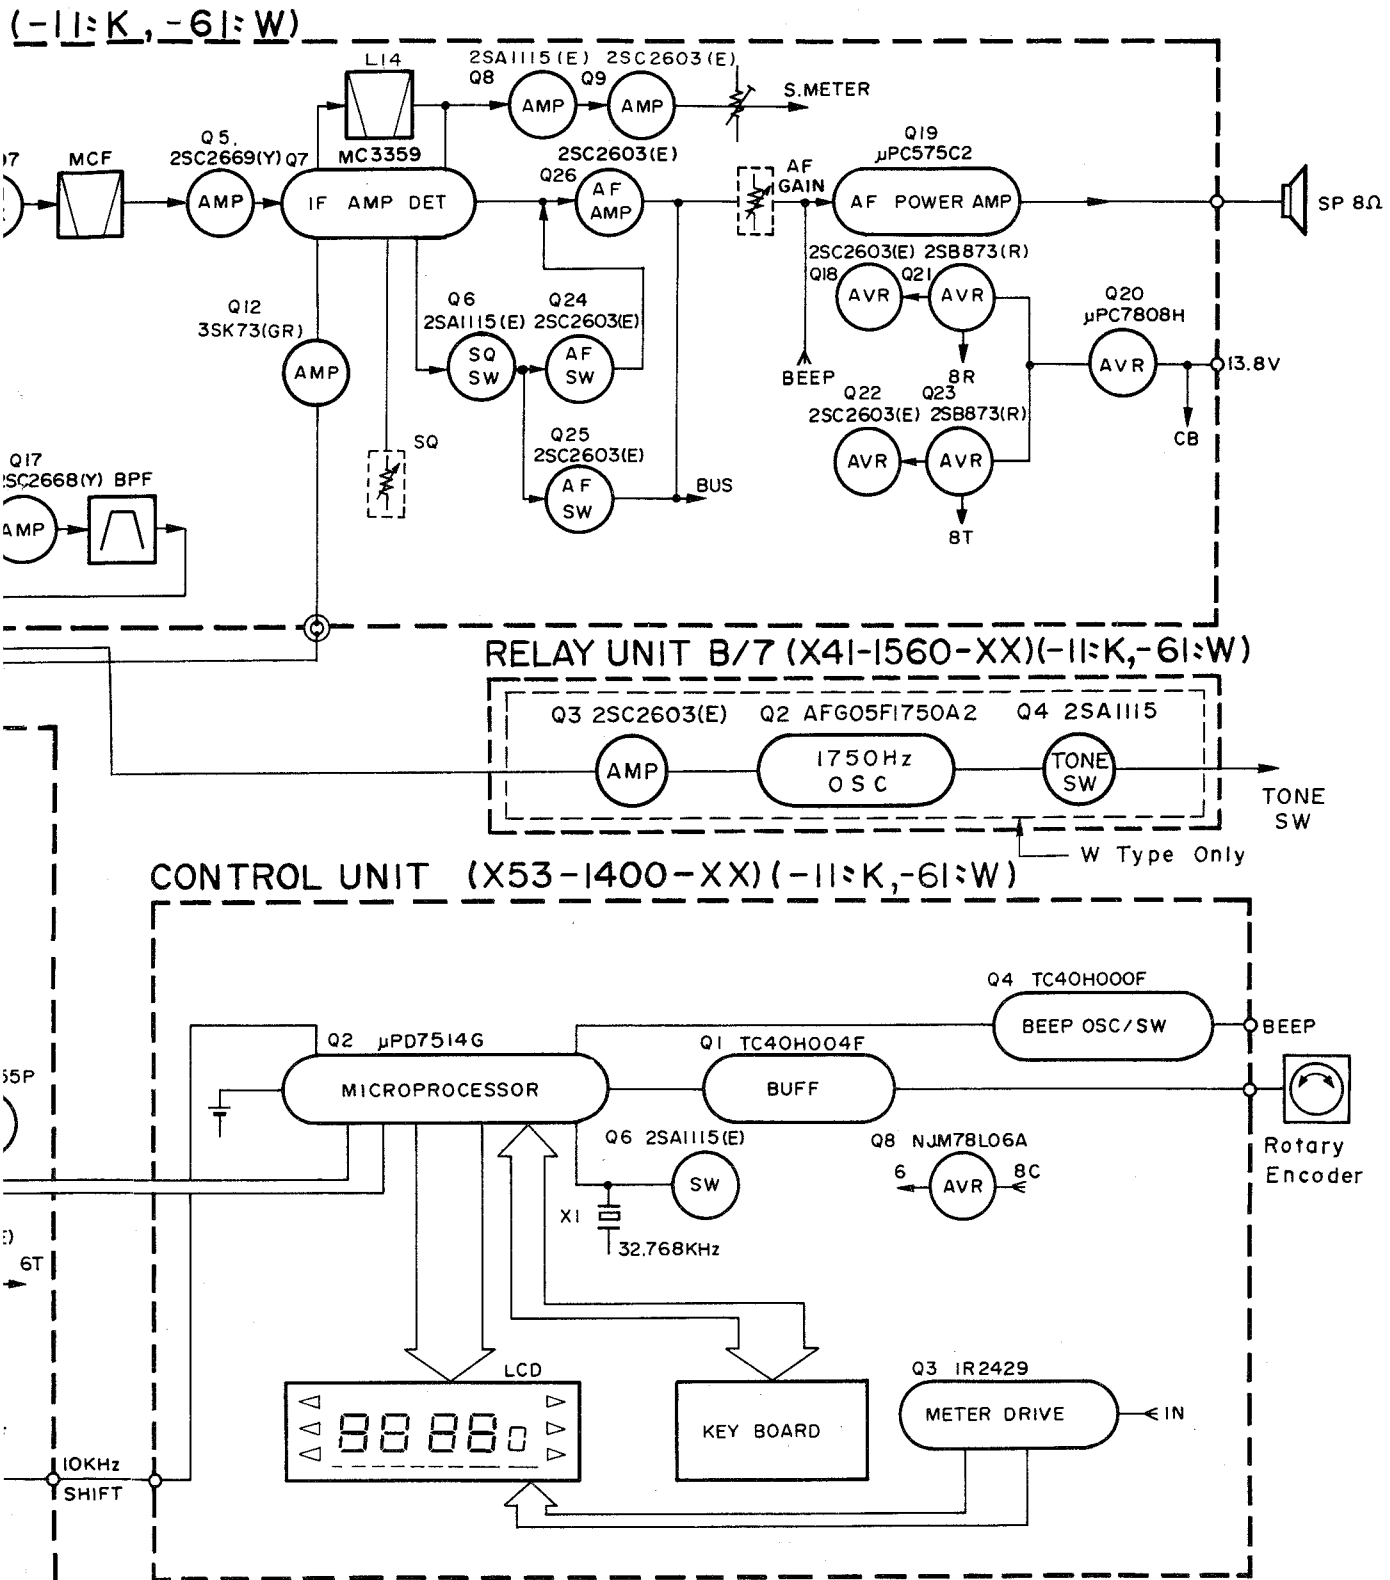 (-11:K, -61:W)
L14
2SA1115(E) 2SC2603(E)
Q8 Q9
AMP AMP
S.METER
Q5,
2SC2669(Y) Q7 MC3359
MCF
AMP
IF AMP DET
2SC2603(E)
Q26
AF
AMP
AF
GAIN
Q19
µPC575C2
AF POWER AMP
SP 8Ω
Q12
3SK73(GR)
AMP
Q6
2SA1115(E)
SQ
SW
Q24
2SC2603(E)
AF
SW
SQ
Q25
2SC2603(E)
AF
SW
BUS
BEEP
2SC2603(E) 2SB873(R)
Q18 Q21
AVR AVR
8R
Q22 Q23
2SC2603(E) 2SB873(R)
AVR AVR
8T
Q20
µPC7808H
AVR
13.8V
CB
Q17
2SC2668(Y) BPF
AMP
RELAY UNIT B/7 (X41-1560-XX)(-11:K,-61:W)
Q3 2SC2603(E) Q2 AFG05F1750A2 Q4 2SA1115
AMP
1750Hz
OSC
TONE
SW
TONE
SW
W Type Only
CONTROL UNIT (X53-1400-XX)(-11:K,-61:W)
Q4 TC40H000F
BEEP OSC/SW
BEEP
Q2 µPD7514G
MICROPROCESSOR
Q1 TC40H004F
BUFF
Rotary
Encoder
55P
Q6 2SA1115(E)
SW
X1
32.768KHz
Q8 NJM78L06A
6 AVR 8C
E)
6T
LCD
KEY BOARD
Q3 IR2429
METER DRIVE
IN
10KHz
SHIFT